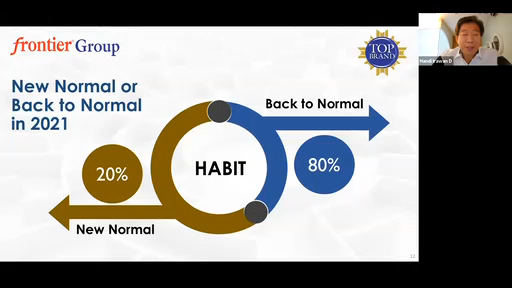 frontier Group
TOP
BRAND
New Normal or
Back to Normal
in 2021
Back to Normal
20%
HABIT
80%
New Normal